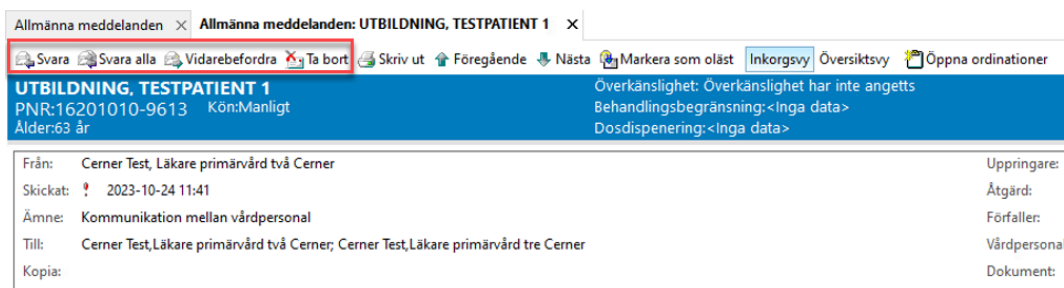 Allmänna meddelanden × Allmänna meddelanden: UTBILDNING, TESTPATIENT 1 ×
Svara Svara alla Vidarebefordra Ta bort Skriv ut Föregående Nästa Markera som oläst Inkorgsvy Översiktsvy Öppna ordinationer
UTBILDNING, TESTPATIENT 1 Överkänslighet: Överkänslighet har inte angetts
PNR:16201010-9613 Kön:Manligt Behandlingsbegränsning:<Inga data>
Ålder:63 år Dosdispenering:<Inga data>
Från: Cerner Test, Läkare primärvård två Cerner Uppringare:
Skickat: ! 2023-10-24 11:41 Åtgärd:
Ämne: Kommunikation mellan vårdpersonal Förfaller:
Till: Cerner Test,Läkare primärvård två Cerner; Cerner Test,Läkare primärvård tre Cerner Vårdpersonal
Kopia: Dokument: